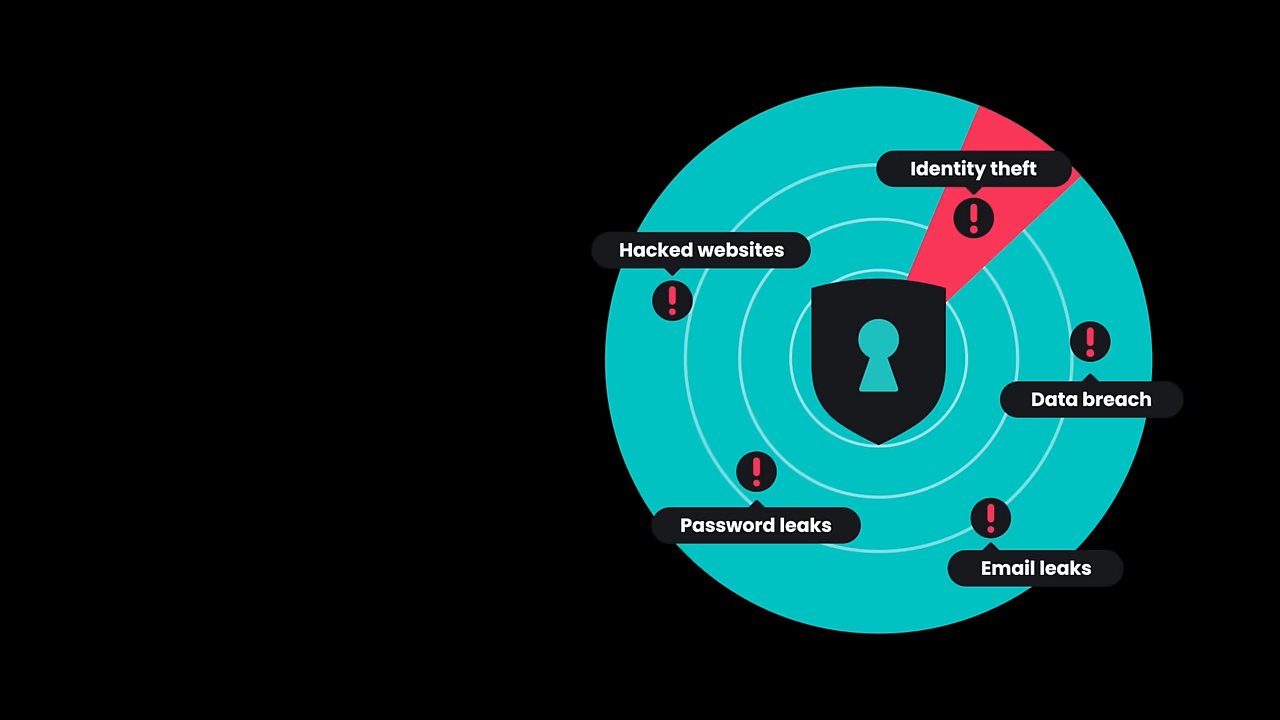 Identity theft
Hacked websites
Data breach
Password leaks
Email leaks